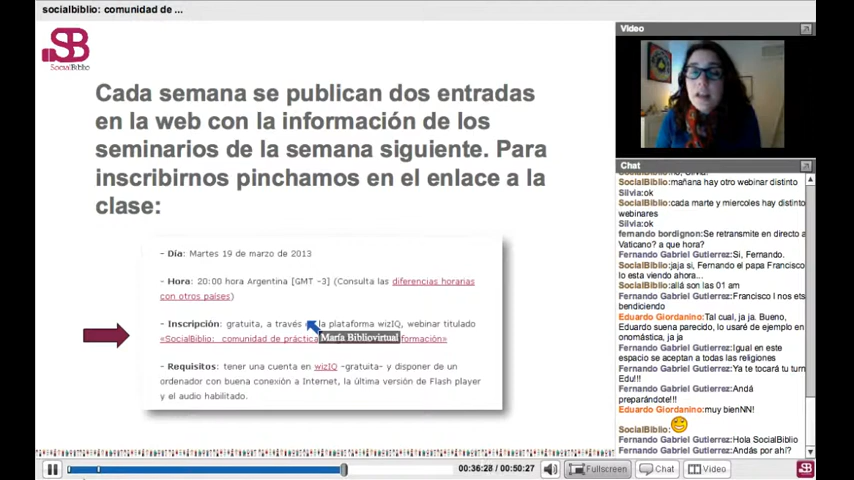 socialbiblio: comunidad de ...
SB
SocialBiblio
Cada semana se publican dos entradas
en la web con la información de los
seminarios de la semana siguiente. Para
inscribirnos pinchamos en el enlace a la
clase:
- Día: Martes 19 de marzo de 2013
- Hora: 20:00 hora Argentina [GMT -3] (Consulta las diferencias horarias
con otros países)
- Inscripción: gratuita, a través la plataforma wizIQ, webinar titulado
«SocialBiblio: comunidad de práctica formación»
María Bibliovirtual
- Requisitos: tener una cuenta en wizIQ -gratuita- y disponer de un
ordenador con buena conexión a Internet, la última versión de Flash player
y el audio habilitado.
Video
Chat
SocialBiblio:mañana hay otro webinar distinto
Silvia:ok
SocialBiblio:cada marte y miercoles hay distinto
webinares
Silvia:ok
fernando bordignon:Se retransmite en directo a
Vaticano? a que hora?
Fernando Gabriel Gutierrez:Si, Fernando.
SocialBiblio:jaja si, Fernando el papa Francisco
lo esta viendo ahora...
SocialBiblio:allá son las 01 am
Fernando Gabriel Gutierrez:Francisco I nos ets
bendiciendo
Eduardo Giordanino:Tal cual, ja ja. Bueno,
Eduardo suena parecido, lo usaré de ejemplo en
onomástica, ja ja
Fernando Gabriel Gutierrez:Igual en este
espacio se aceptan a todas las religiones
Fernando Gabriel Gutierrez:Ya te tocará tu turn
Edu!!!
Fernando Gabriel Gutierrez:Andá
preparándote!!!
Eduardo Giordanino:muy bienNN!
SocialBiblio:
Fernando Gabriel Gutierrez:Hola SocialBiblio
Fernando Gabriel Gutierrez:Andás por ahí?
00:36:28 / 00:50:27
Fullscreen
Chat
Video
SB